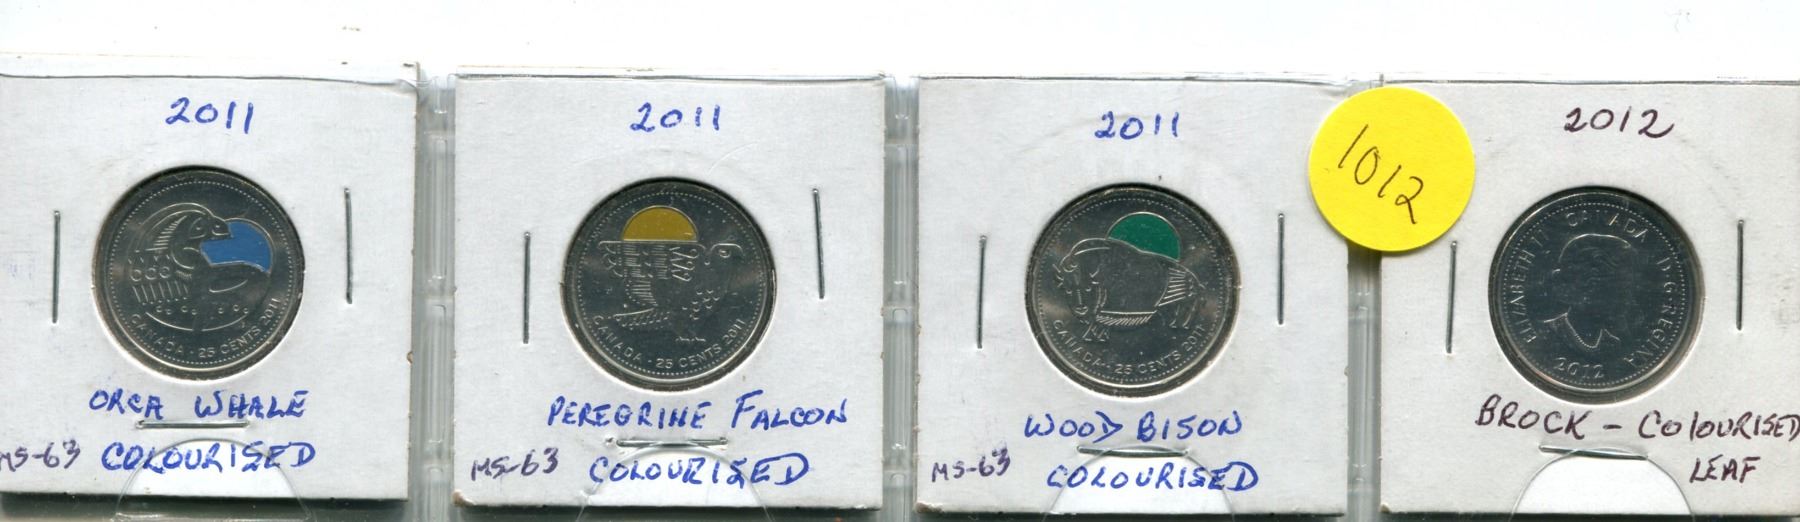 2011
CANADA · 25 CENTS 2011
ORCA WHALE
MS-63 COLOURISED
2011
CANADA · 25 CENTS 2011
PEREGRINE FALCON
MS-63 COLOURISED
2011
CANADA · 25 CENTS 2011
WOOD BISON
MS-63 COLOURISED
1012
2012
ELIZABETH II CANADA D·G·REGINA
2012
BROCK - COLOURISED
LEAF